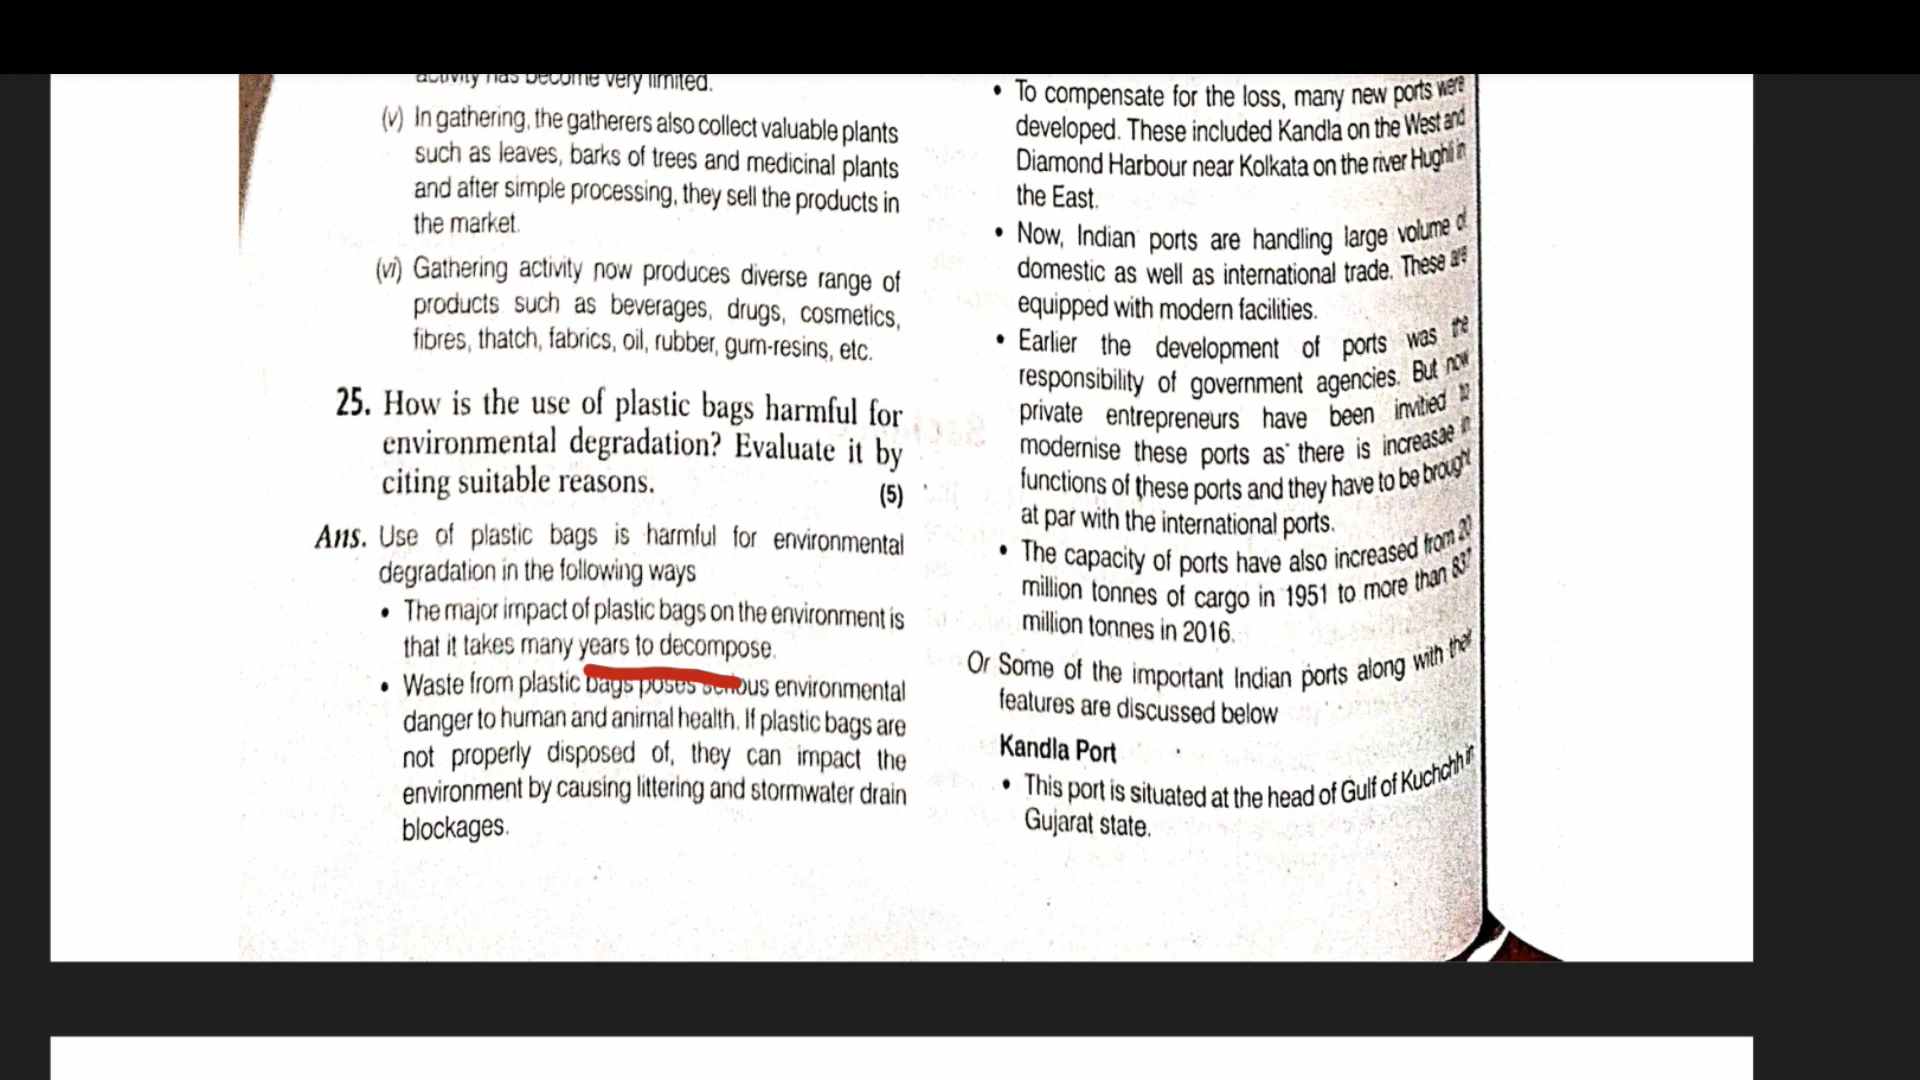 activity has become very limited.
(v) In gathering, the gatherers also collect valuable plants
such as leaves, barks of trees and medicinal plants
and after simple processing, they sell the products in
the market.
(vi) Gathering activity now produces diverse range of
products such as beverages, drugs, cosmetics,
fibres, thatch, fabrics, oil, rubber, gum-resins, etc.
25. How is the use of plastic bags harmful for
environmental degradation? Evaluate it by
citing suitable reasons. (5)
Ans. Use of plastic bags is harmful for environmental
degradation in the following ways
• The major impact of plastic bags on the environment is
that it takes many years to decompose.
• Waste from plastic bags poses serious environmental
danger to human and animal health. If plastic bags are
not properly disposed of, they can impact the
environment by causing littering and stormwater drain
blockages.
• To compensate for the loss, many new ports were
developed. These included Kandla on the West and
Diamond Harbour near Kolkata on the river Hughli in
the East.
• Now, Indian ports are handling large volume of
domestic as well as international trade. These are
equipped with modern facilities.
• Earlier the development of ports was the
responsibility of government agencies. But now
private entrepreneurs have been invitied to
modernise these ports as there is increasae in
functions of these ports and they have to be brought
at par with the international ports.
• The capacity of ports have also increased from 20
million tonnes of cargo in 1951 to more than 837
million tonnes in 2016.
Or Some of the important Indian ports along with their
features are discussed below
Kandla Port
• This port is situated at the head of Gulf of Kuchchh in
Gujarat state.